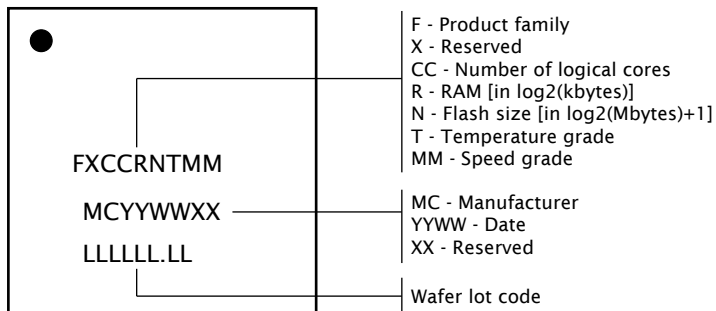 F - Product family
X - Reserved
CC - Number of logical cores
R - RAM [in log2(kbytes)]
N - Flash size [in log2(Mbytes)+1]
T - Temperature grade
MM - Speed grade
FXCCRNTMM
MCYYWWXX
MC - Manufacturer
YYWW - Date
XX - Reserved
LLLLLL.LL
Wafer lot code